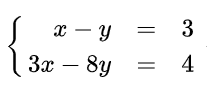 x − y = 3
3x − 8y = 4